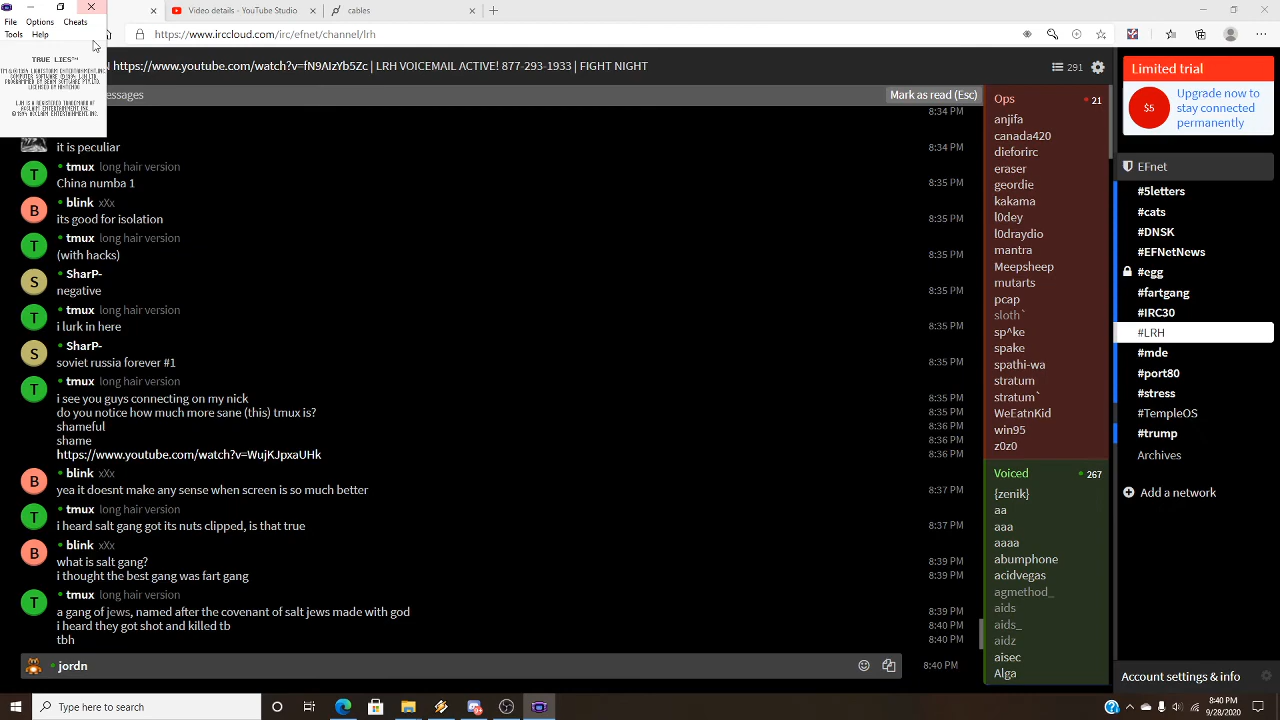 File Options Cheats
Tools Help
TRUE LIES™
LICENSED BY NINTENDO
LJN IS A REGISTERED TRADEMARK OF
ACCLAIM ENTERTAINMENT, INC.
Video details - YouTube Studio
cables
https://www.irccloud.com/irc/efnet/channel/lrh
https://www.youtube.com/watch?v=fN9AIzYb5Zc | LRH VOICEMAIL ACTIVE! 877-293-1933 | FIGHT NIGHT
291
Mark as read (Esc)
8:34 PM
it is peculiar 8:34 PM
tmux long hair version
China numba 1 8:35 PM
blink xXx
its good for isolation 8:35 PM
tmux long hair version
(with hacks) 8:35 PM
SharP-
negative 8:35 PM
tmux long hair version
i lurk in here 8:35 PM
SharP-
soviet russia forever #1 8:35 PM
tmux long hair version
i see you guys connecting on my nick 8:35 PM
do you notice how much more sane (this) tmux is? 8:35 PM
shameful 8:36 PM
shame 8:36 PM
https://www.youtube.com/watch?v=WujKJpxaUHk 8:36 PM
blink xXx
yea it doesnt make any sense when screen is so much better 8:37 PM
tmux long hair version
i heard salt gang got its nuts clipped, is that true 8:37 PM
blink xXx
what is salt gang? 8:39 PM
i thought the best gang was fart gang 8:39 PM
tmux long hair version
a gang of jews, named after the covenant of salt jews made with god 8:39 PM
i heard they got shot and killed tb 8:40 PM
tbh 8:40 PM
jordn 8:40 PM
Ops 21
anjifa
canada420
dieforirc
eraser
geordie
kakama
l0dey
l0draydio
mantra
Meepsheep
mutarts
pcap
sloth`
sp^ke
spake
spathi-wa
stratum
stratum`
WeEatnKid
win95
z0z0
Voiced 267
{zenik}
aa
aaa
aaaa
abumphone
acidvegas
agmethod_
aids
aids_
aidz
aisec
Alga
Limited trial
$5
Upgrade now to
stay connected
permanently
EFnet
#5letters
#cats
#DNSK
#EFNetNews
#egg
#fartgang
#IRC30
#LRH
#mde
#port80
#stress
#TempleOS
#trump
Archives
Add a network
Account settings & info
Type here to search
8:40 PM
9/28/2020